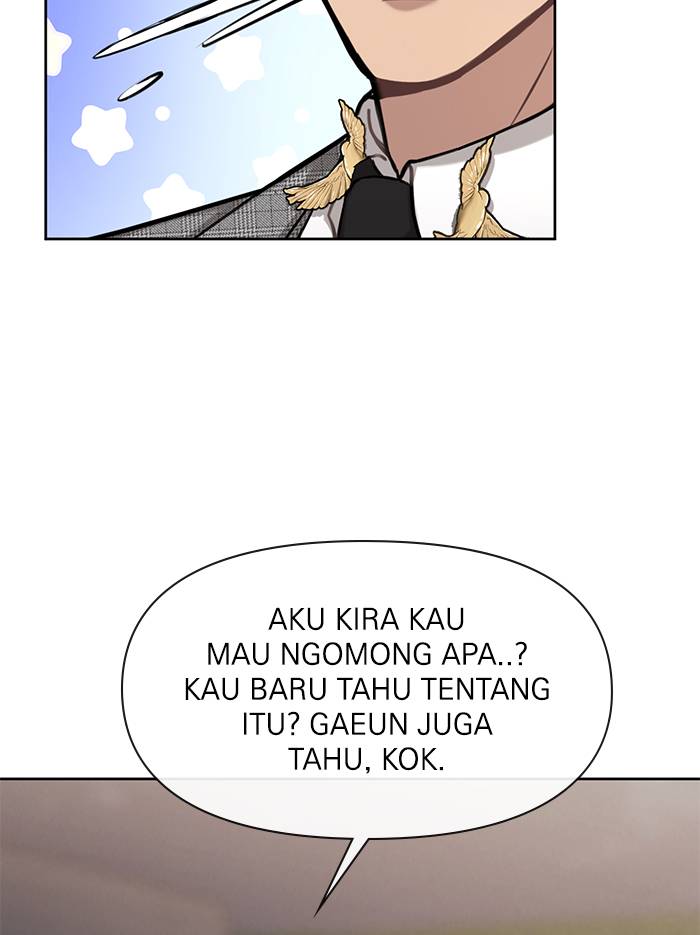 AKU KIRA KAU
MAU NGOMONG APA..?
KAU BARU TAHU TENTANG
ITU? GAEUN JUGA
TAHU, KOK.